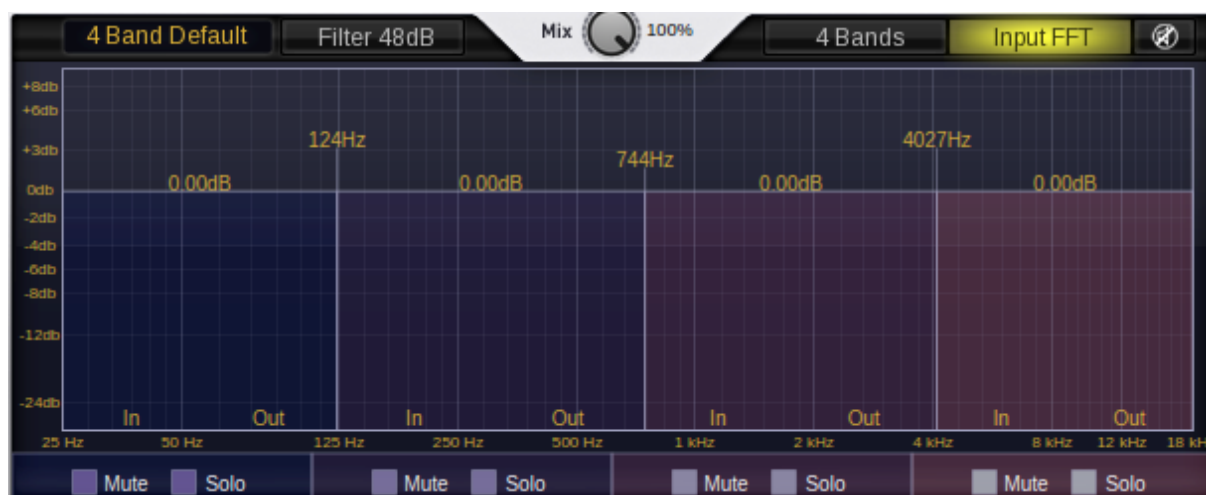 4 Band Default Filter 48dB Mix 100% 4 Bands Input FFT
+8db
+6db
124Hz 4027Hz
+3db
744Hz
0.00dB 0.00dB 0.00dB 0.00dB
0db
-2db
-4db
-6db
-8db
-12db
-24db
In Out In Out In Out In Out
25 Hz 50 Hz 125 Hz 250 Hz 500 Hz 1 kHz 2 kHz 4 kHz 8 kHz 12 kHz 18 kH
Mute Solo Mute Solo Mute Solo Mute Solo